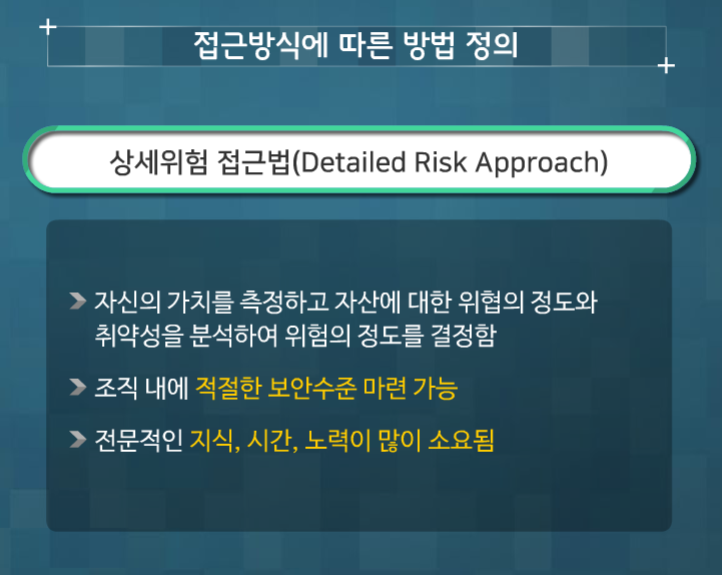 접근방식에 따른 방법 정의
상세위험 접근법(Detailed Risk Approach)
자신의 가치를 측정하고 자산에 대한 위협의 정도와
취약성을 분석하여 위험의 정도를 결정함
조직 내에 적절한 보안수준 마련 가능
전문적인 지식, 시간, 노력이 많이 소요됨